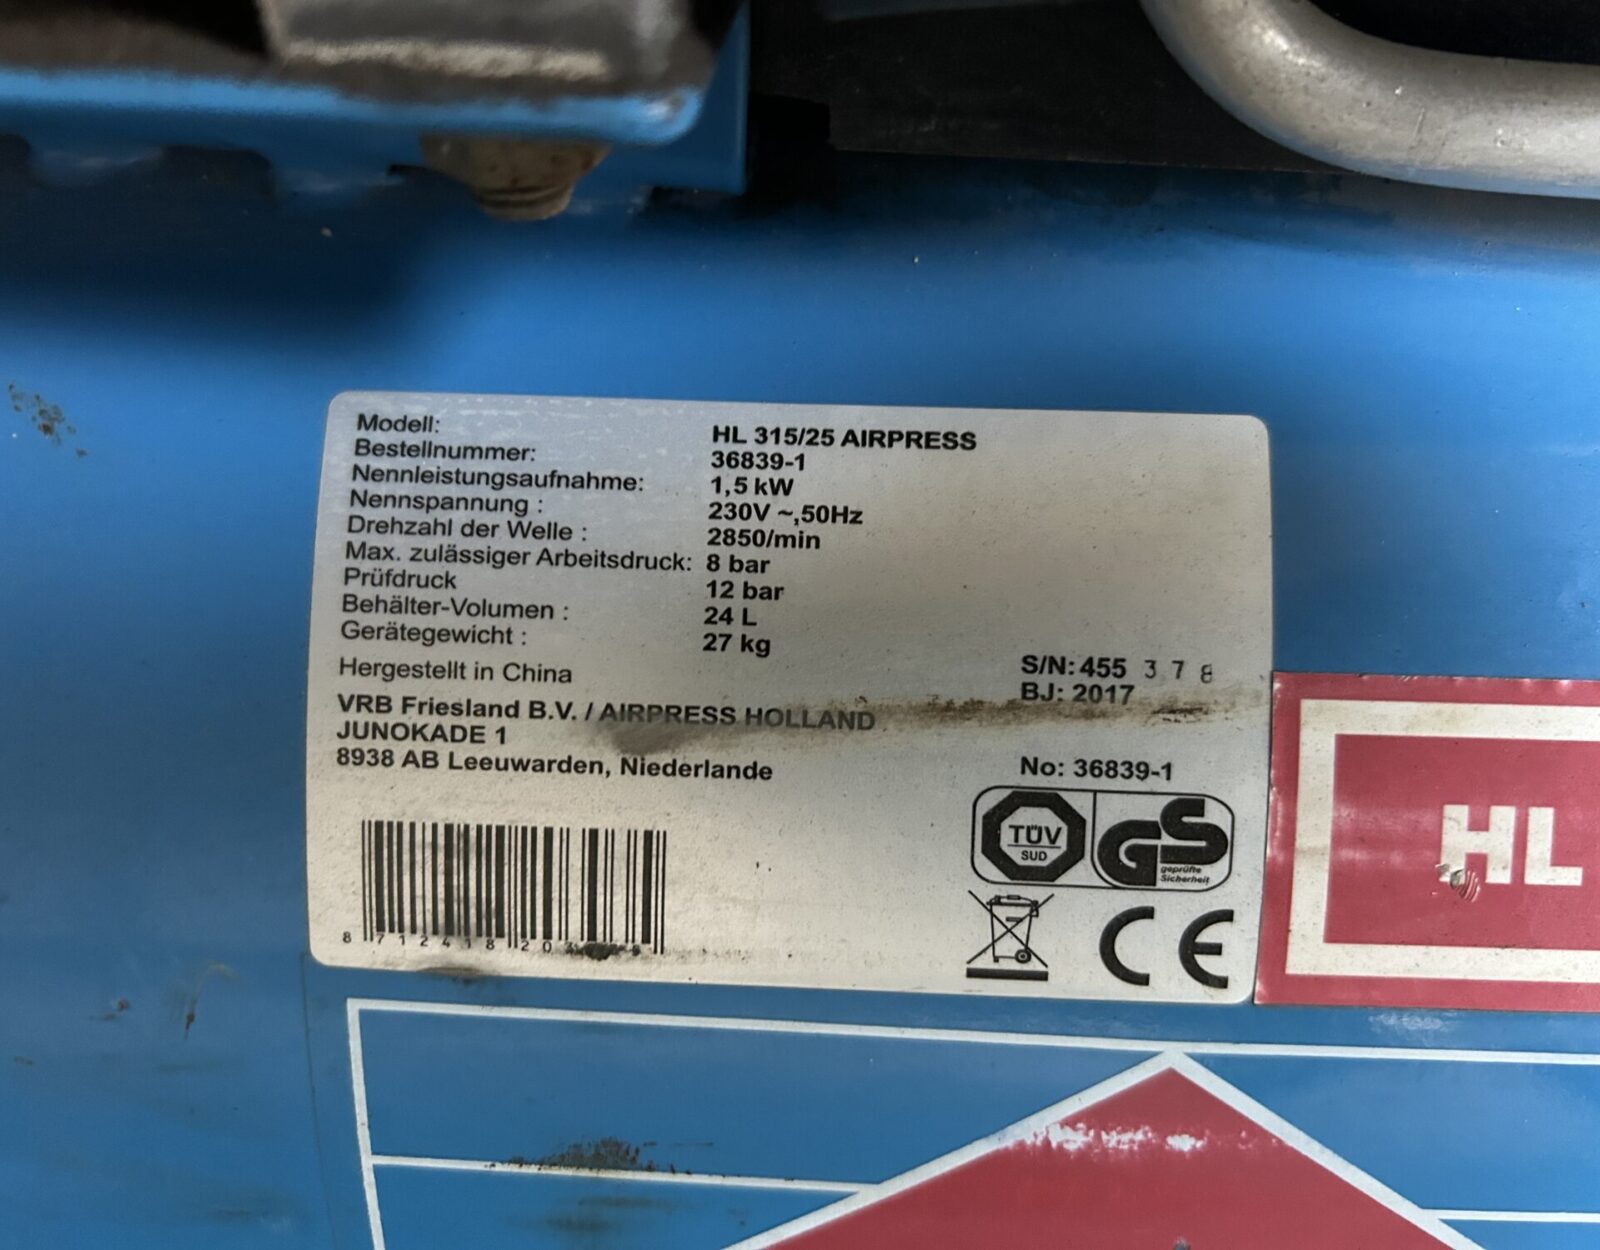 Modell: HL 315/25 AIRPRESS
Bestellnummer: 36839-1
Nennleistungsaufnahme: 1,5 kW
Nennspannung : 230V ~,50Hz
Drehzahl der Welle : 2850/min
Max. zulässiger Arbeitsdruck: 8 bar
Prüfdruck 12 bar
Behälter-Volumen : 24 L
Gerätegewicht : 27 kg
Hergestellt in China
S/N: 455 378
BJ: 2017
VRB Friesland B.V. / AIRPRESS HOLLAND
JUNOKADE 1
8938 AB Leeuwarden, Niederlande
No: 36839-1
TÜV
SUD
GS
geprüfte
Sicherheit
CE
8 712418 20
HL